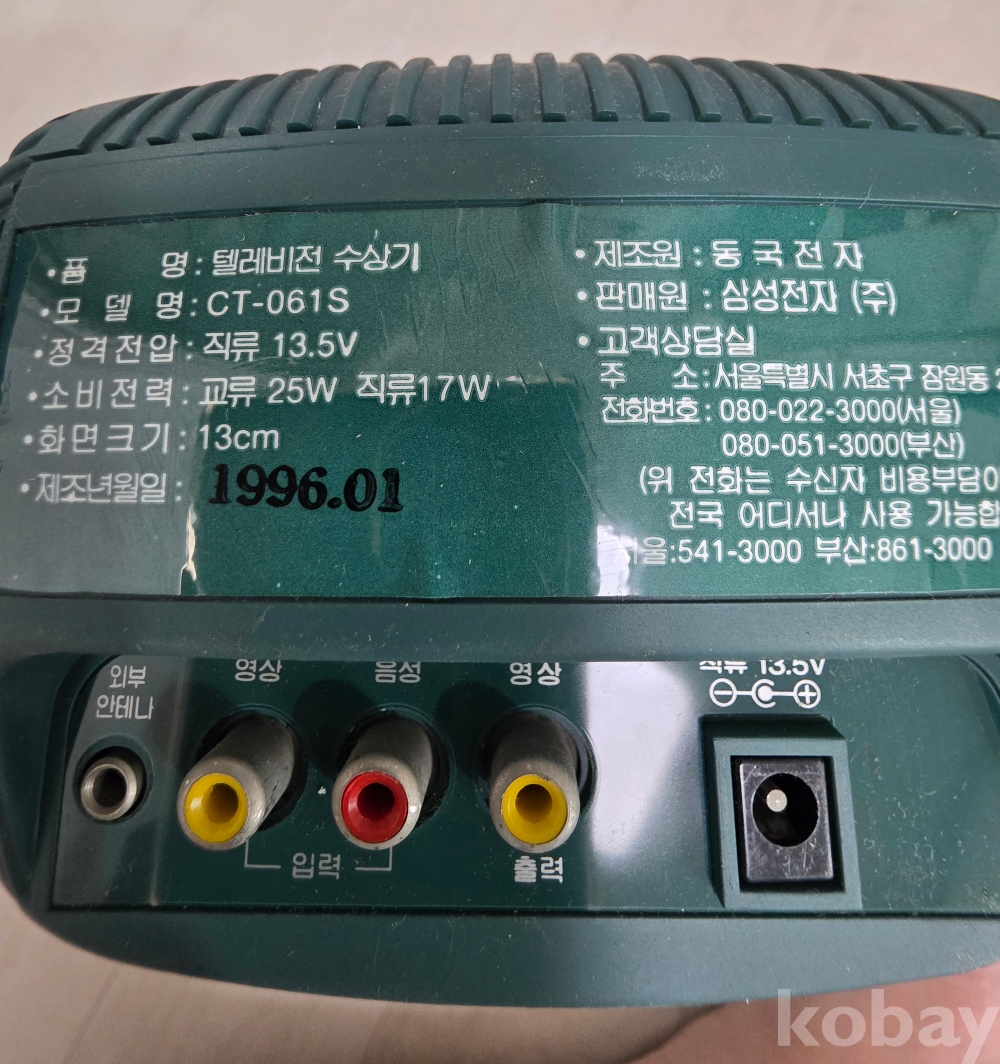 •품 명 : 텔레비전 수상기
•모 델 명 : CT-061S
•정격전압 : 직류 13.5V
•소비전력 : 교류 25W 직류17W
•화면크기 : 13cm
•제조년월일 : 1996.01
•제조원 : 동국전자
•판매원 : 삼성전자 (주)
•고객상담실
주 소 : 서울특별시 서초구 잠원동
전화번호 : 080-022-3000(서울)
080-051-3000(부산)
(위 전화는 수신자 비용부담이
전국 어디서나 사용 가능합
울:541-3000 부산:861-3000
외부
안테나
영상
음성
영상
직류 13.5V
입력
출력
kobay